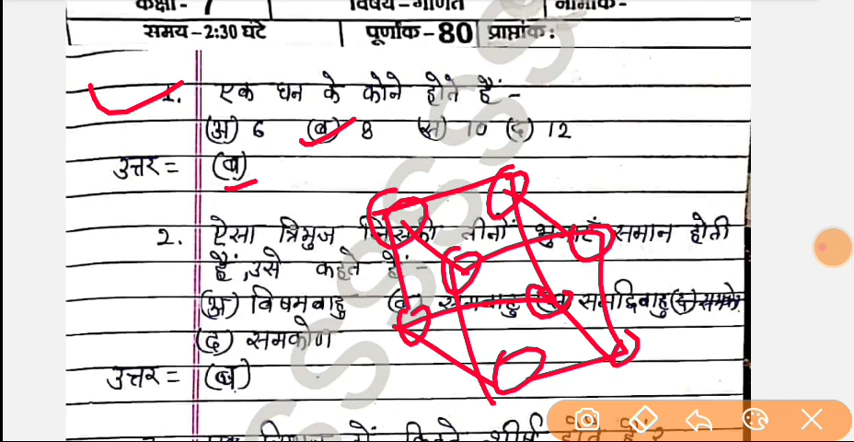 कक्षा- 7 विषय-गणित नामांक-
समय-2:30 घंटे पूर्णांक-80 प्राप्तांक:
1. एक घन के कोने होते हैं -
(अ) 6 (ब) 8 (स) 10 (द) 12
उत्तर = (ब)
2. ऐसा त्रिभुज जिसकी तीनों भुजाएँ समान होती
हैं, उसे कहते हैं -
(अ) विषमबाहु (ब) समबाहु (स) समद्विबाहु
(द) समकोण
उत्तर = (ब)